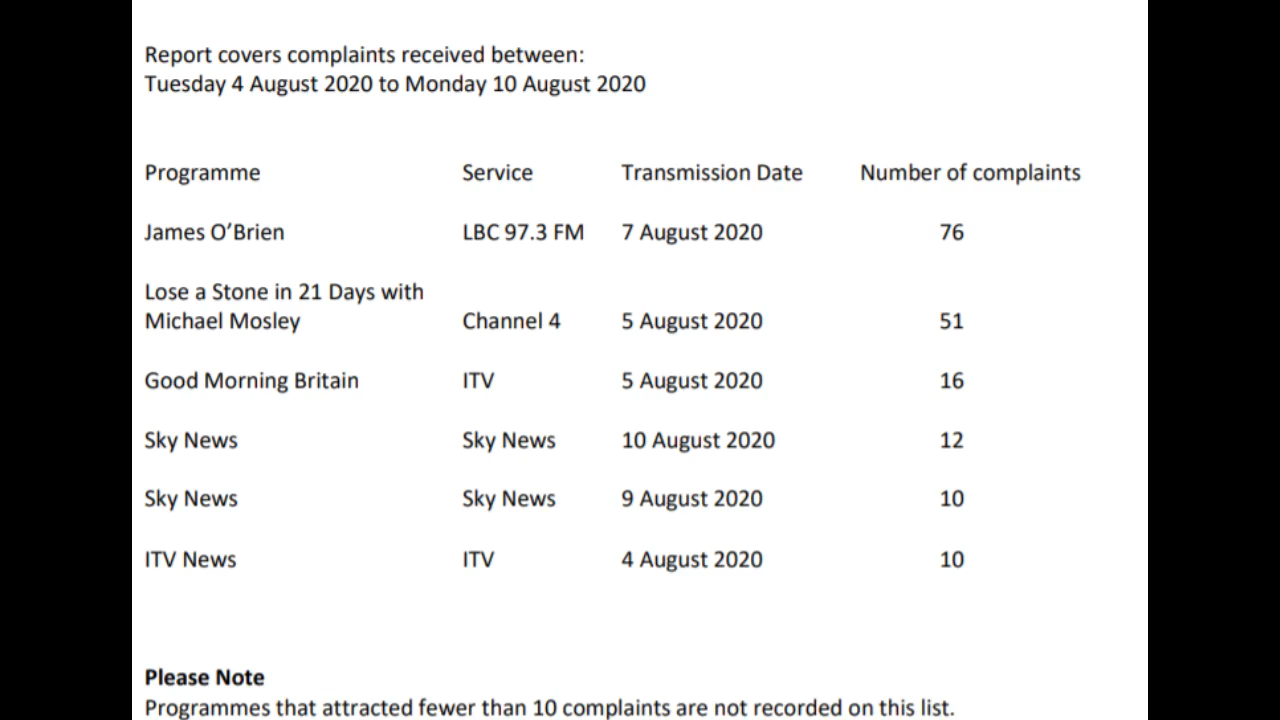 Report covers complaints received between:
Tuesday 4 August 2020 to Monday 10 August 2020
Programme Service Transmission Date Number of complaints
James O’Brien LBC 97.3 FM 7 August 2020 76
Lose a Stone in 21 Days with
Michael Mosley Channel 4 5 August 2020 51
Good Morning Britain ITV 5 August 2020 16
Sky News Sky News 10 August 2020 12
Sky News Sky News 9 August 2020 10
ITV News ITV 4 August 2020 10
Please Note
Programmes that attracted fewer than 10 complaints are not recorded on this list.